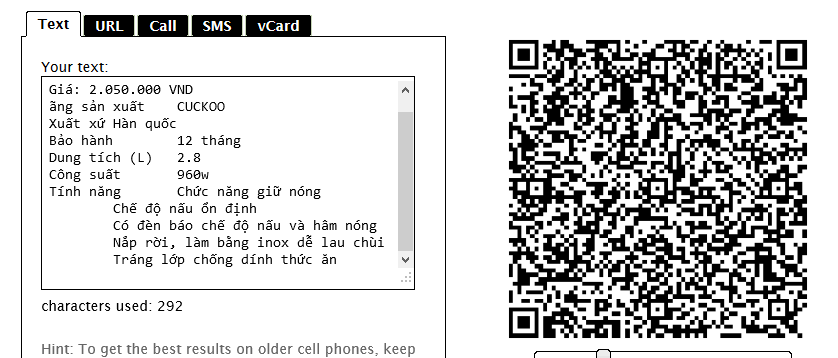 Text URL Call SMS vCard
Your text:
Giá: 2.050.000 VND
ãng sản xuất CUCKOO
Xuất xứ Hàn quốc
Bảo hành 12 tháng
Dung tích (L) 2.8
Công suất 960w
Tính năng Chức năng giữ nóng
Chế độ nấu ổn định
Có đèn báo chế độ nấu và hâm nóng
Nắp rời, làm bằng inox dễ lau chùi
Tráng lớp chống dính thức ăn
characters used: 292
Hint: To get the best results on older cell phones, keep